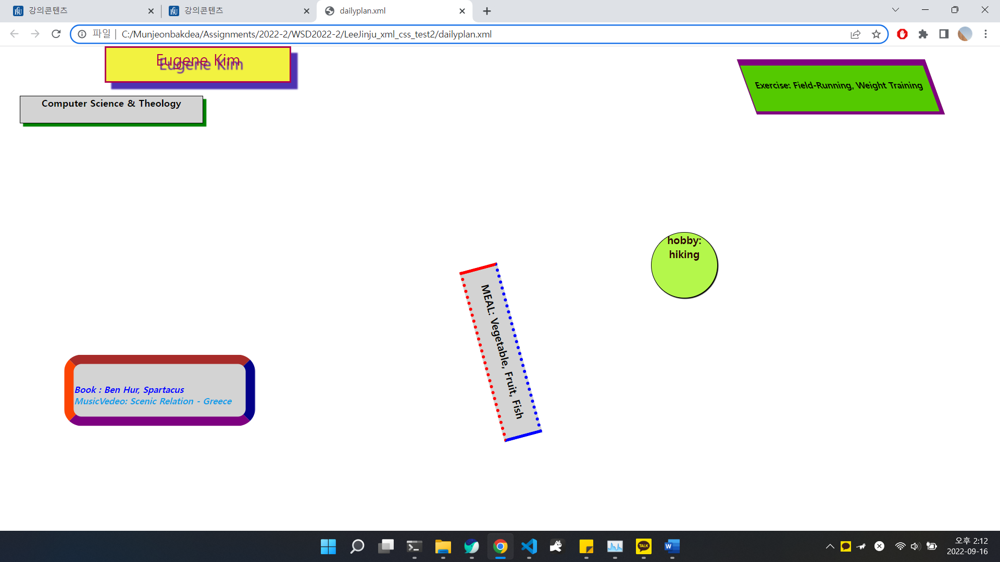 강의콘텐츠
강의콘텐츠
dailyplan.xml
파일
C:/Munjeonbakdea/Assignments/2022-2/WSD2022-2/LeeJinju_xml_css_test2/dailyplan.xml
Eugene Kim
Computer Science & Theology
Exercise: Field-Running, Weight Training
hobby:
hiking
MEAL: Vegetable, Fruit, Fish
Book : Ben Hur, Spartacus
MusicVedeo: Scenic Relation - Greece
TALK
오후 2:12
2022-09-16